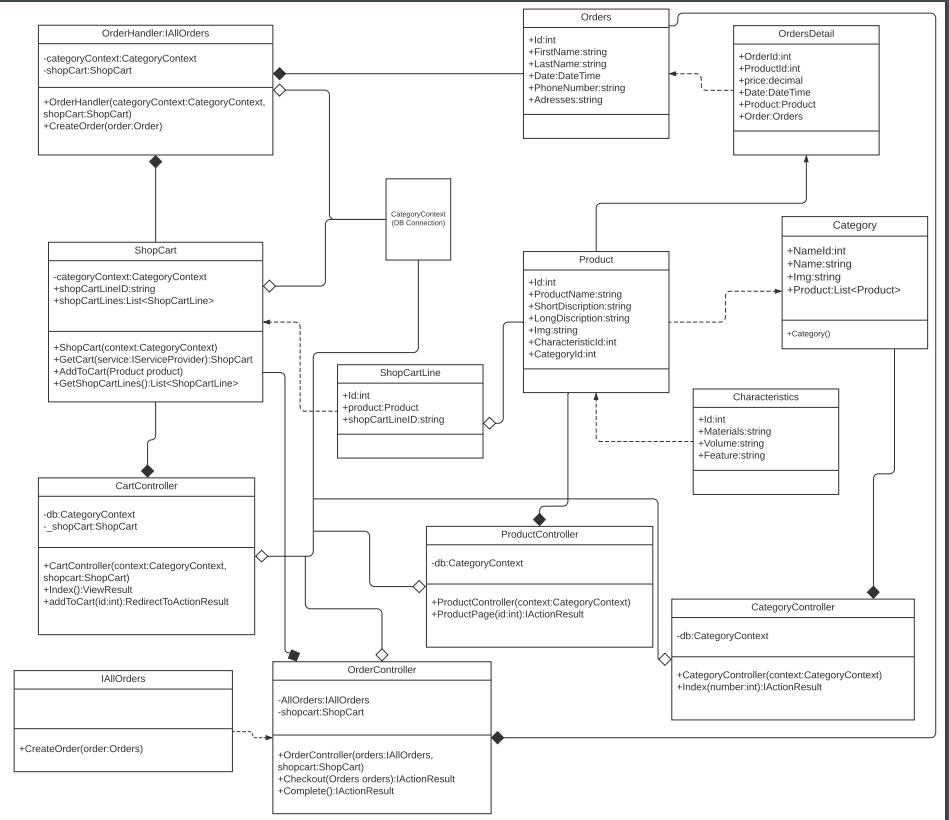 OrderHandler:IAllOrders
-categoryContext:CategoryContext
-shopCart:ShopCart
+OrderHandler(categoryContext:CategoryContext,
shopCart:ShopCart)
+CreateOrder(order:Order)
Orders
+Id:int
+FirstName:string
+LastName:string
+Date:DateTime
+PhoneNumber:string
+Adresses:string
OrdersDetail
+OrderId:int
+ProductId:int
+price:decimal
+Date:DateTime
+Product:Product
+Order:Orders
CategoryContext
(DB Connection)
ShopCart
-categoryContext:CategoryContext
+shopCartLineID:string
+shopCartLines:List<ShopCartLine>
+ShopCart(context:CategoryContext)
+GetCart(service:IServiceProvider):ShopCart
+AddToCart(Product product)
+GetShopCartLines():List<ShopCartLine>
Product
+Id:int
+ProductName:string
+ShortDiscription:string
+LongDiscription:string
+Img:string
+CharacteristicId:int
+CategoryId:int
Category
+NameId:int
+Name:string
+Img:string
+Product:List<Product>
+Category()
ShopCartLine
+Id:int
+product:Product
+shopCartLineID:string
Characteristics
+Id:int
+Materials:string
+Volume:string
+Feature:string
CartController
-db:CategoryContext
-_shopCart:ShopCart
+CartController(context:CategoryContext,
shopcart:ShopCart)
+Index():ViewResult
+addToCart(id:int):RedirectToActionResult
ProductController
-db:CategoryContext
+ProductController(context:CategoryContext)
+ProductPage(id:int):IActionResult
CategoryController
-db:CategoryContext
+CategoryController(context:CategoryContext)
+Index(number:int):IActionResult
IAllOrders
+CreateOrder(order:Orders)
OrderController
-AllOrders:IAllOrders
-shopcart:ShopCart
+OrderController(orders:IAllOrders,
shopcart:ShopCart)
+Checkout(Orders orders):IActionResult
+Complete():IActionResult